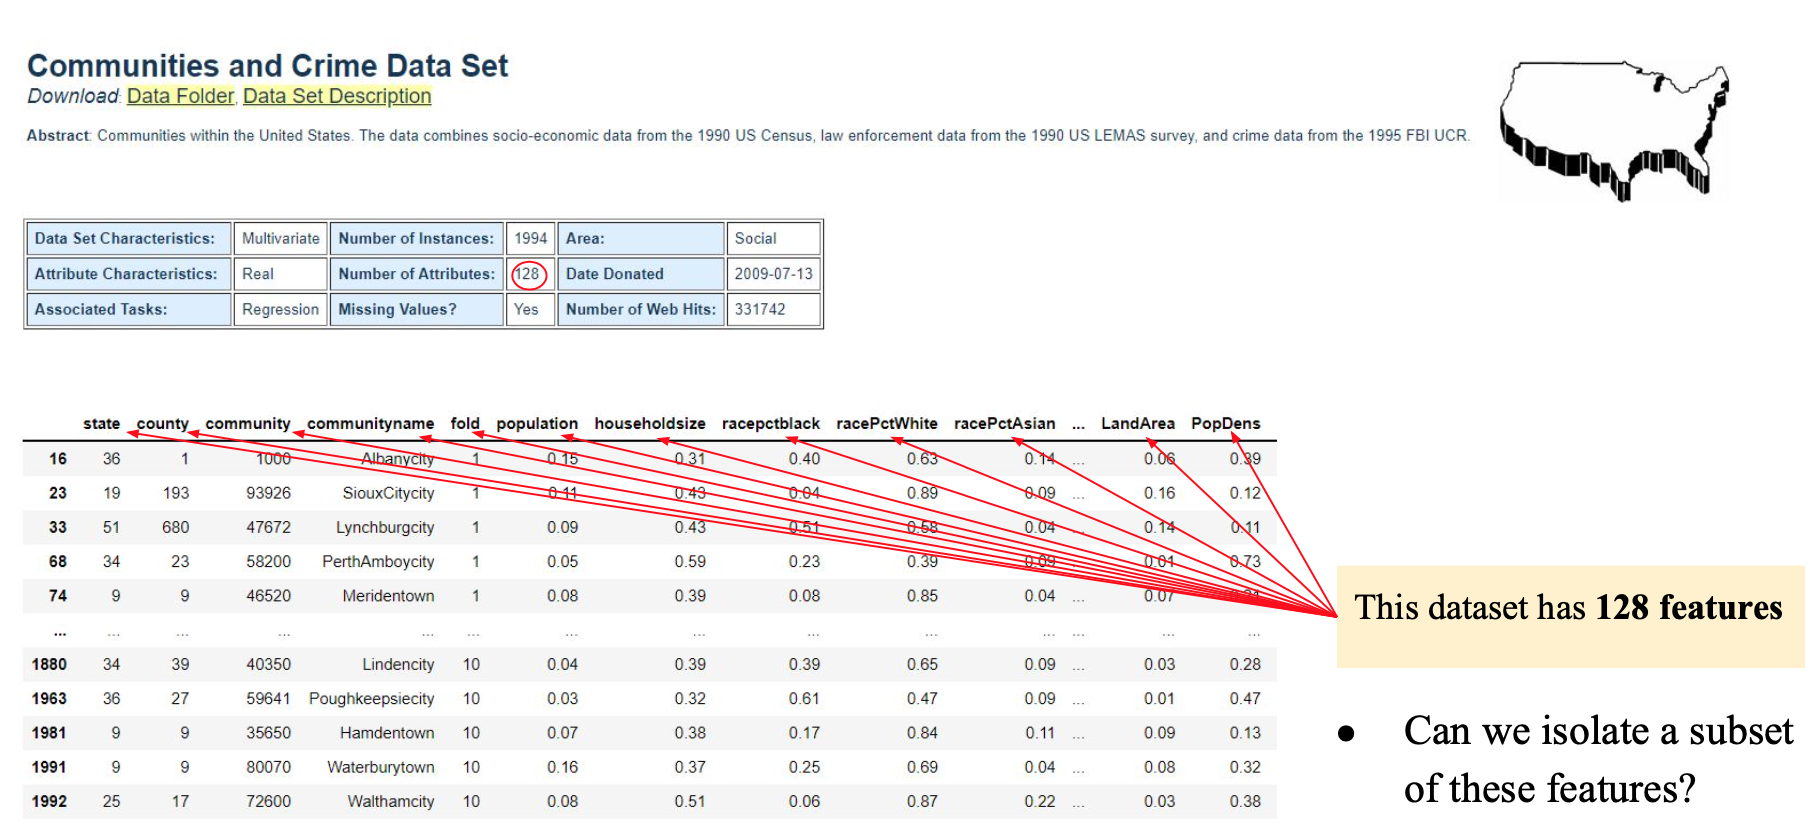 Communities and Crime Data Set
Download: Data Folder, Data Set Description
Abstract: Communities within the United States. The data combines socio-economic data from the 1990 US Census, law enforcement data from the 1990 US LEMAS survey, and crime data from the 1995 FBI UCR.
Data Set Characteristics: Multivariate Number of Instances: 1994 Area: Social
Attribute Characteristics: Real Number of Attributes: 128 Date Donated 2009-07-13
Associated Tasks: Regression Missing Values? Yes Number of Web Hits: 331742
state county community communityname fold population householdsize racepctblack racePctWhite racePctAsian ... LandArea PopDens
16 36 1 1000 Albanycity 1 0.15 0.31 0.40 0.63 0.14 ... 0.06 0.39
23 19 193 93926 SiouxCitycity 1 0.11 0.43 0.04 0.89 0.09 ... 0.16 0.12
33 51 680 47672 Lynchburgcity 1 0.09 0.43 0.51 0.58 0.04 ... 0.14 0.11
68 34 23 58200 PerthAmboycity 1 0.05 0.59 0.23 0.39 0.09 ... 0.01 0.73
74 9 9 46520 Meridentown 1 0.08 0.39 0.08 0.85 0.04 ... 0.07
... ... ... ... ... ... ... ... ... ... ... ... ... ...
1880 34 39 40350 Lindencity 10 0.04 0.39 0.39 0.65 0.09 ... 0.03 0.28
1963 36 27 59641 Poughkeepsiecity 10 0.03 0.32 0.61 0.47 0.09 ... 0.01 0.47
1981 9 9 35650 Hamdentown 10 0.07 0.38 0.17 0.84 0.11 ... 0.09 0.13
1991 9 9 80070 Waterburytown 10 0.16 0.37 0.25 0.69 0.04 ... 0.08 0.32
1992 25 17 72600 Walthamcity 10 0.08 0.51 0.06 0.87 0.22 ... 0.03 0.38
This dataset has 128 features
● Can we isolate a subset
of these features?